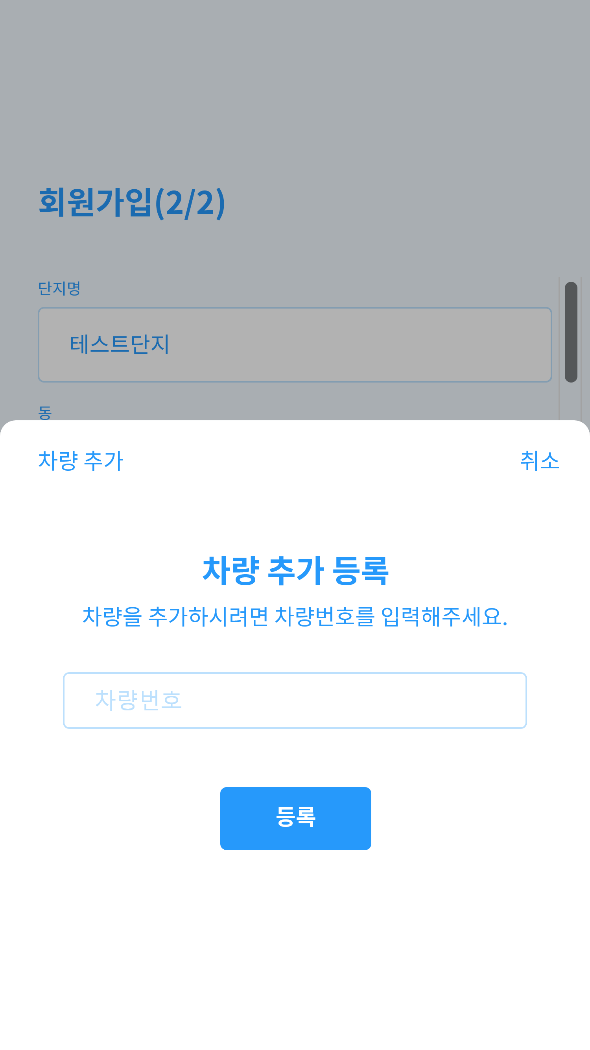 회원가입(2/2)
단지명
테스트단지
동
차량 추가
취소
차량 추가 등록
차량을 추가하시려면 차량번호를 입력해주세요.
차량번호
등록